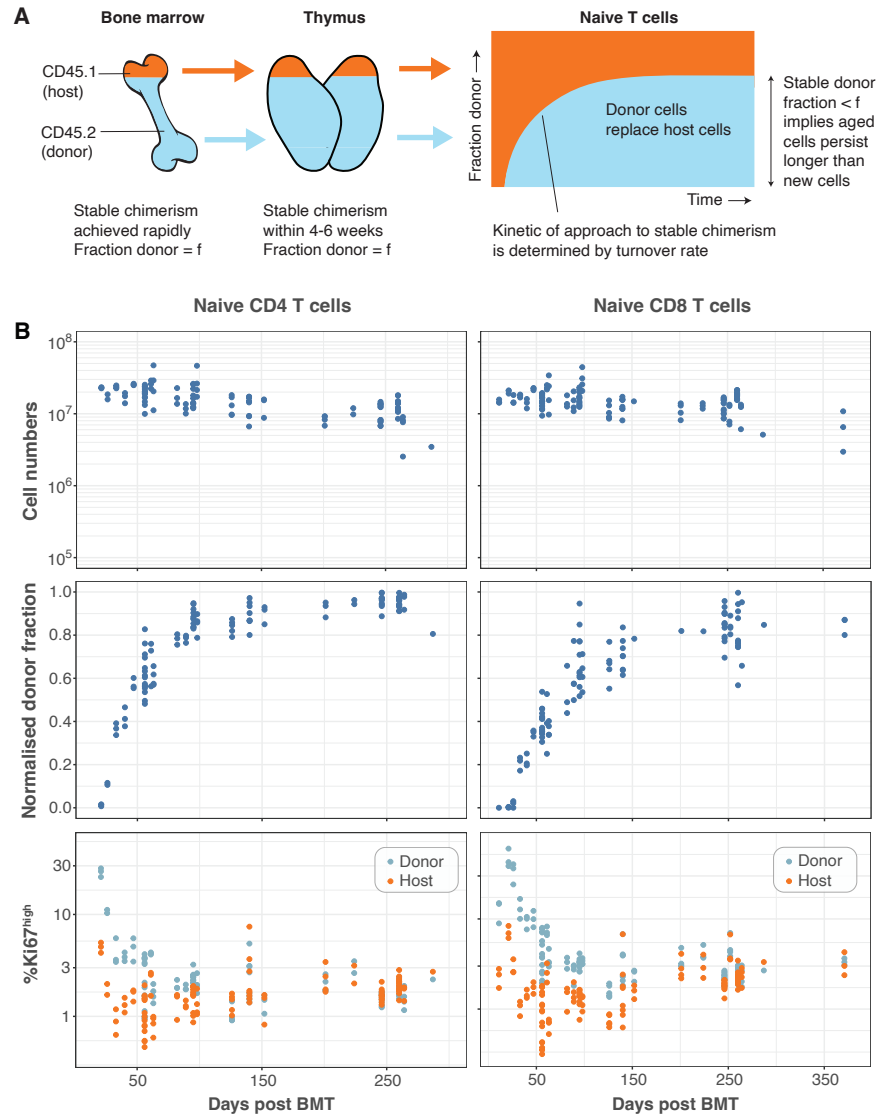 A
Bone marrow
Thymus
Naive T cells
CD45.1
(host)
CD45.2
(donor)
Fraction donor →
Donor cells
replace host cells
Time →
Stable donor
fraction < f
implies aged
cells persist
longer than
new cells
Stable chimerism
achieved rapidly
Fraction donor = f
Stable chimerism
within 4-6 weeks
Fraction donor = f
Kinetic of approach to stable chimerism
is determined by turnover rate
B
Naive CD4 T cells
Naive CD8 T cells
Cell numbers
10⁸
10⁷
10⁶
10⁵
Normalised donor fraction
1.0
0.8
0.6
0.4
0.2
0.0
%Ki67ʰⁱᵍʰ
30
10
3
1
Donor
Host
Donor
Host
50
150
250
50
150
250
350
Days post BMT
Days post BMT